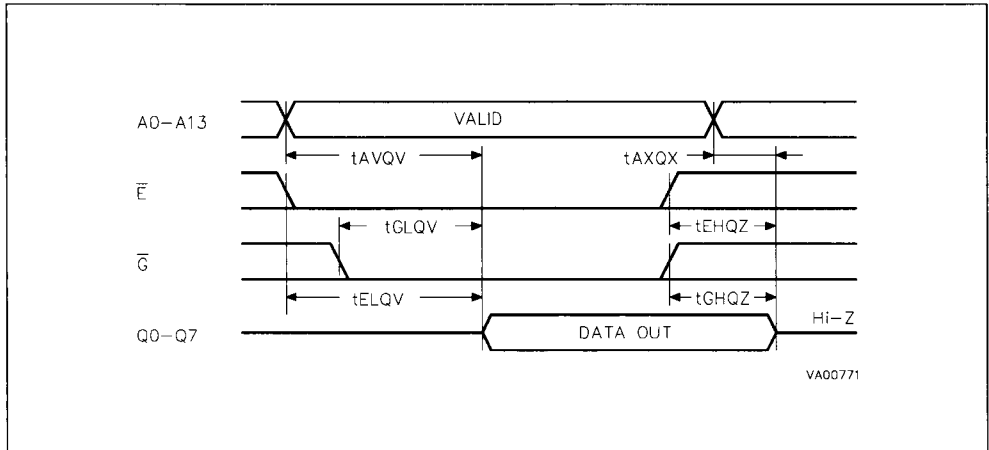 A0-A13
VALID
tAVQV
tAXQX
E̅
tGLQV
tEHQZ
G̅
tELQV
tGHQZ
Q0-Q7
DATA OUT
Hi-Z
VA00771